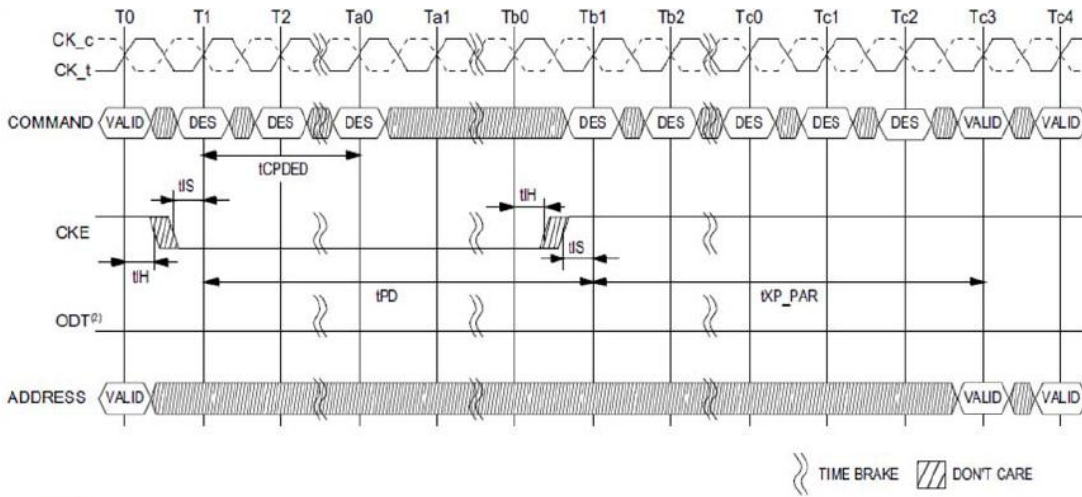 T0 T1 T2 Ta0 Ta1 Tb0 Tb1 Tb2 Tc0 Tc1 Tc2 Tc3 Tc4
CK_c
CK_t
COMMAND VALID DES DES DES DES DES DES DES DES VALID VALID
tCPDED
tIS tIH
CKE
tIS
tIH
tPD tXP_PAR
ODT(2)
ADDRESS VALID VALID VALID
TIME BRAKE DON'T CARE